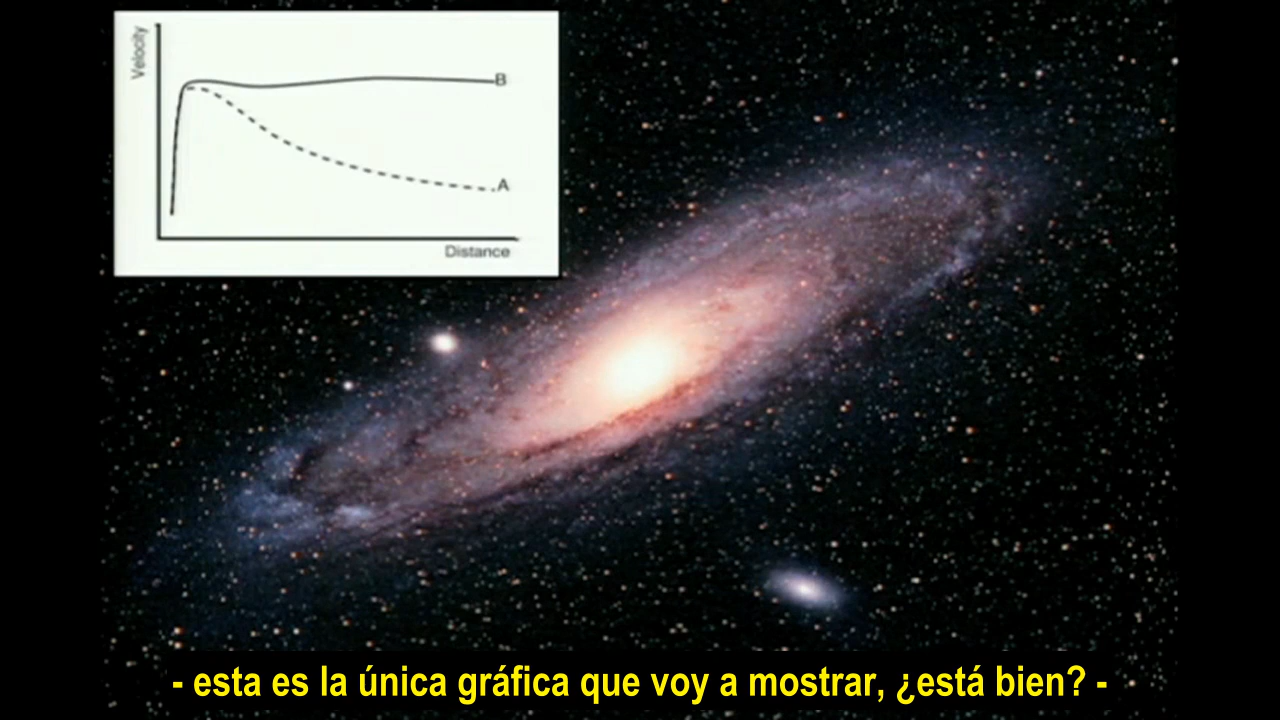 Velocity
B
A
Distance
- esta es la única gráfica que voy a mostrar, ¿está bien? -